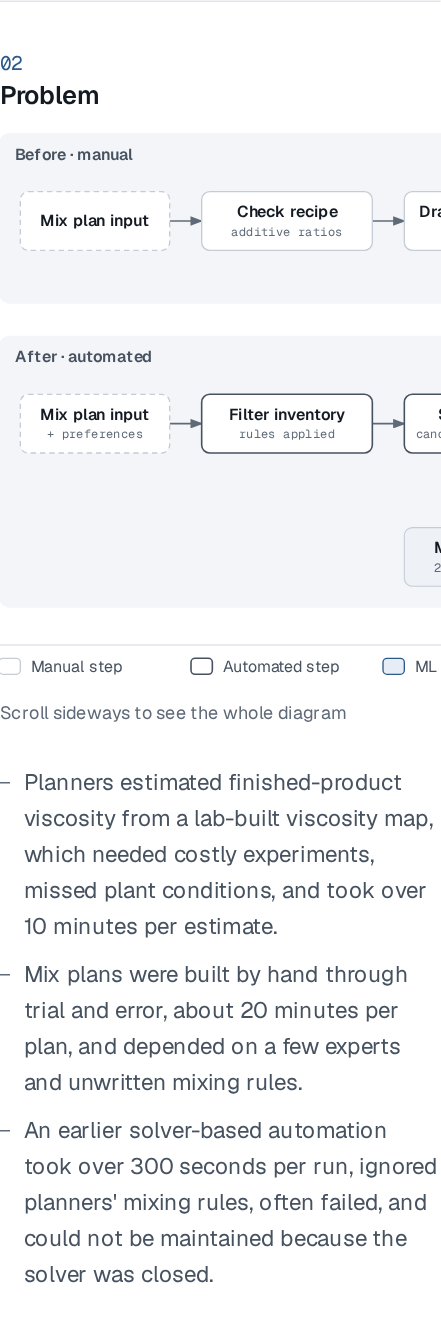 02
Problem
Before · manual
Mix plan input
Check recipe
additive ratios
After · automated
Mix plan input
+ preferences
Filter inventory
rules applied
Manual step
Automated step
ML
Scroll sideways to see the whole diagram
– Planners estimated finished-product
viscosity from a lab-built viscosity map,
which needed costly experiments,
missed plant conditions, and took over
10 minutes per estimate.
– Mix plans were built by hand through
trial and error, about 20 minutes per
plan, and depended on a few experts
and unwritten mixing rules.
– An earlier solver-based automation
took over 300 seconds per run, ignored
planners' mixing rules, often failed, and
could not be maintained because the
solver was closed.